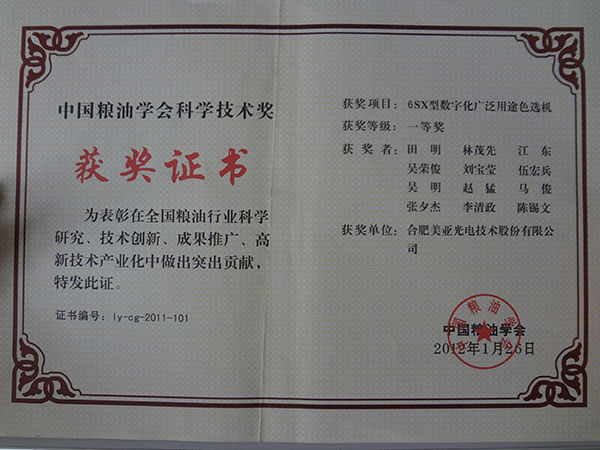 中国粮油学会科学技术奖
获奖证书
为表彰在全国粮油行业科学
研究、技术创新、成果推广、高
新技术产业化中做出突出贡献，
特发此证。
证书编号：ly-cg-2011-101
获奖项目：6SX型数字化广泛用途色选机
获奖等级：一等奖
获奖者：田明 林茂先 江东
吴荣俊 刘宝莹 伍宏兵
吴明 赵猛 马俊
张夕杰 李清政 陈锡文
获奖单位：合肥美亚光电技术股份有限公
司
中国粮油学会
中国粮油学会
2012年1月26日